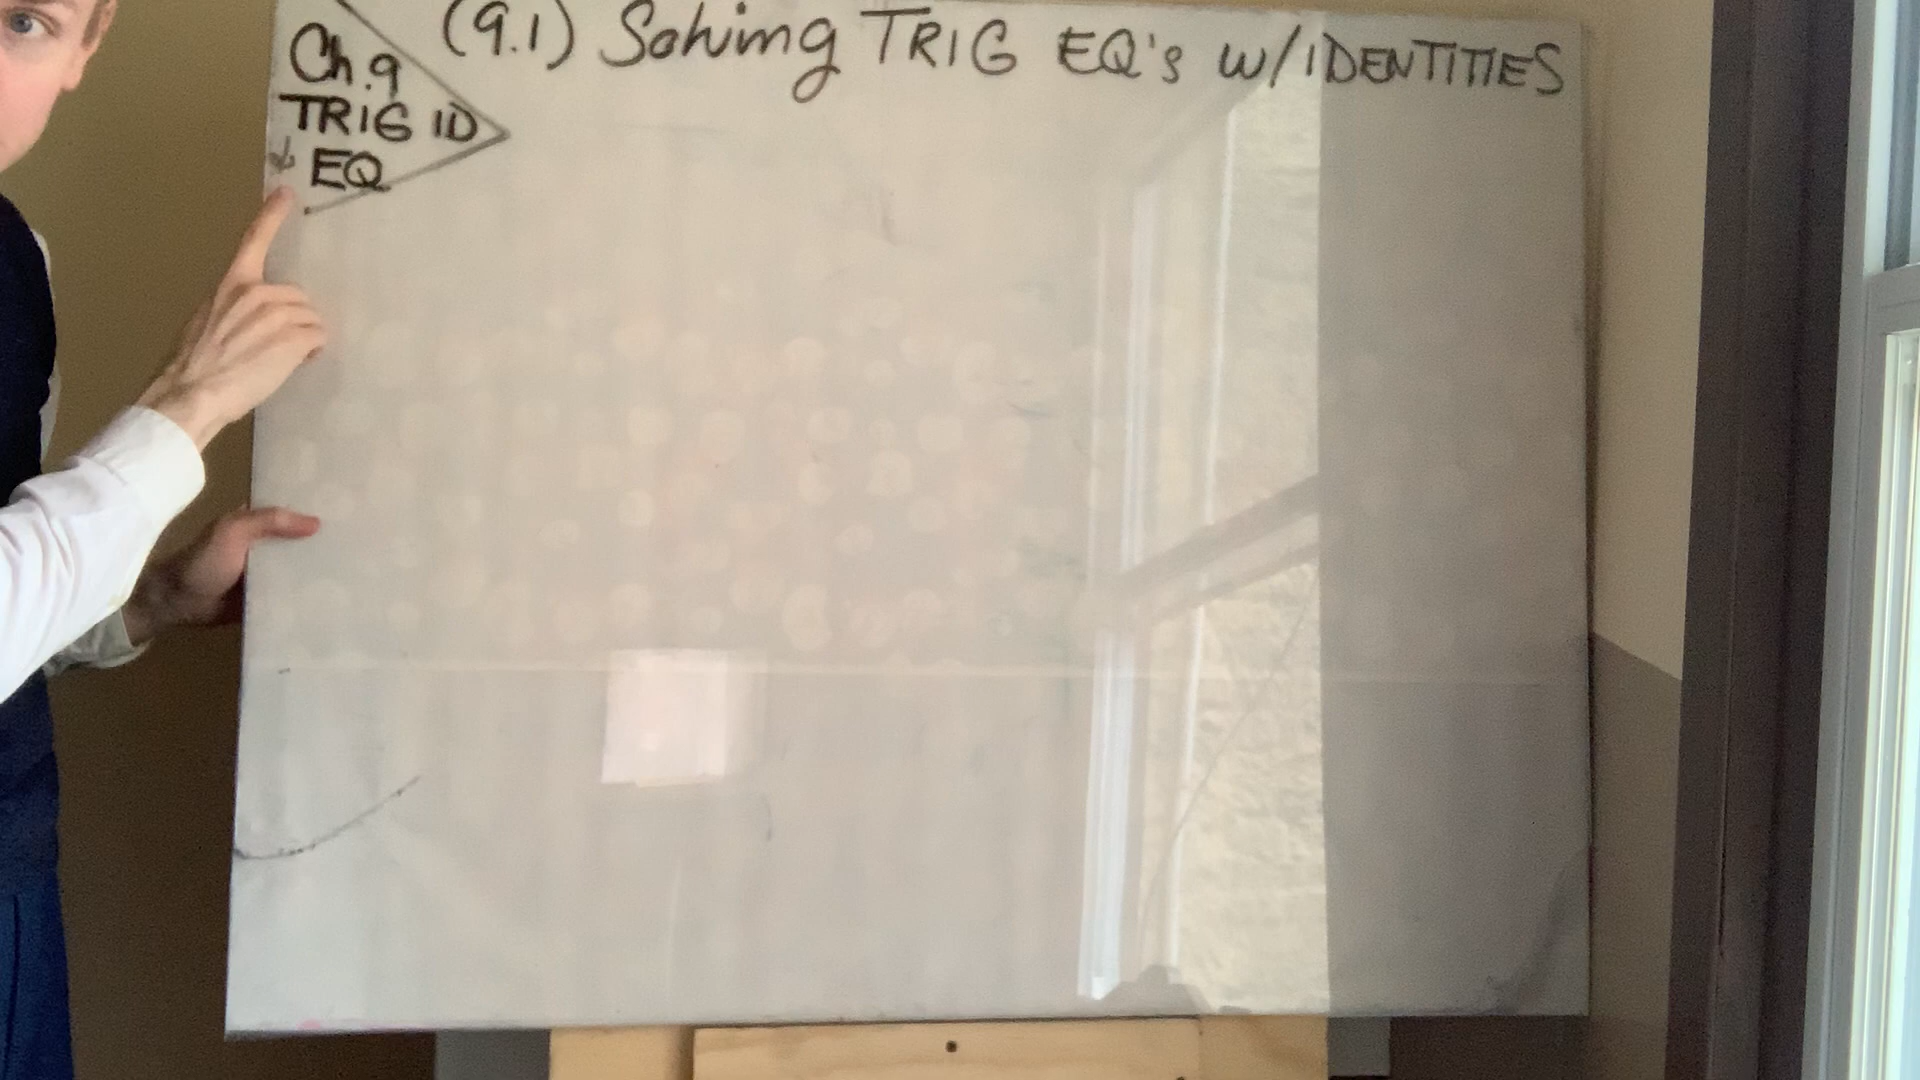 (9.1) Solving TRIG EQ's w/ IDENTITIES
Ch. 9
TRIG ID
& EQ